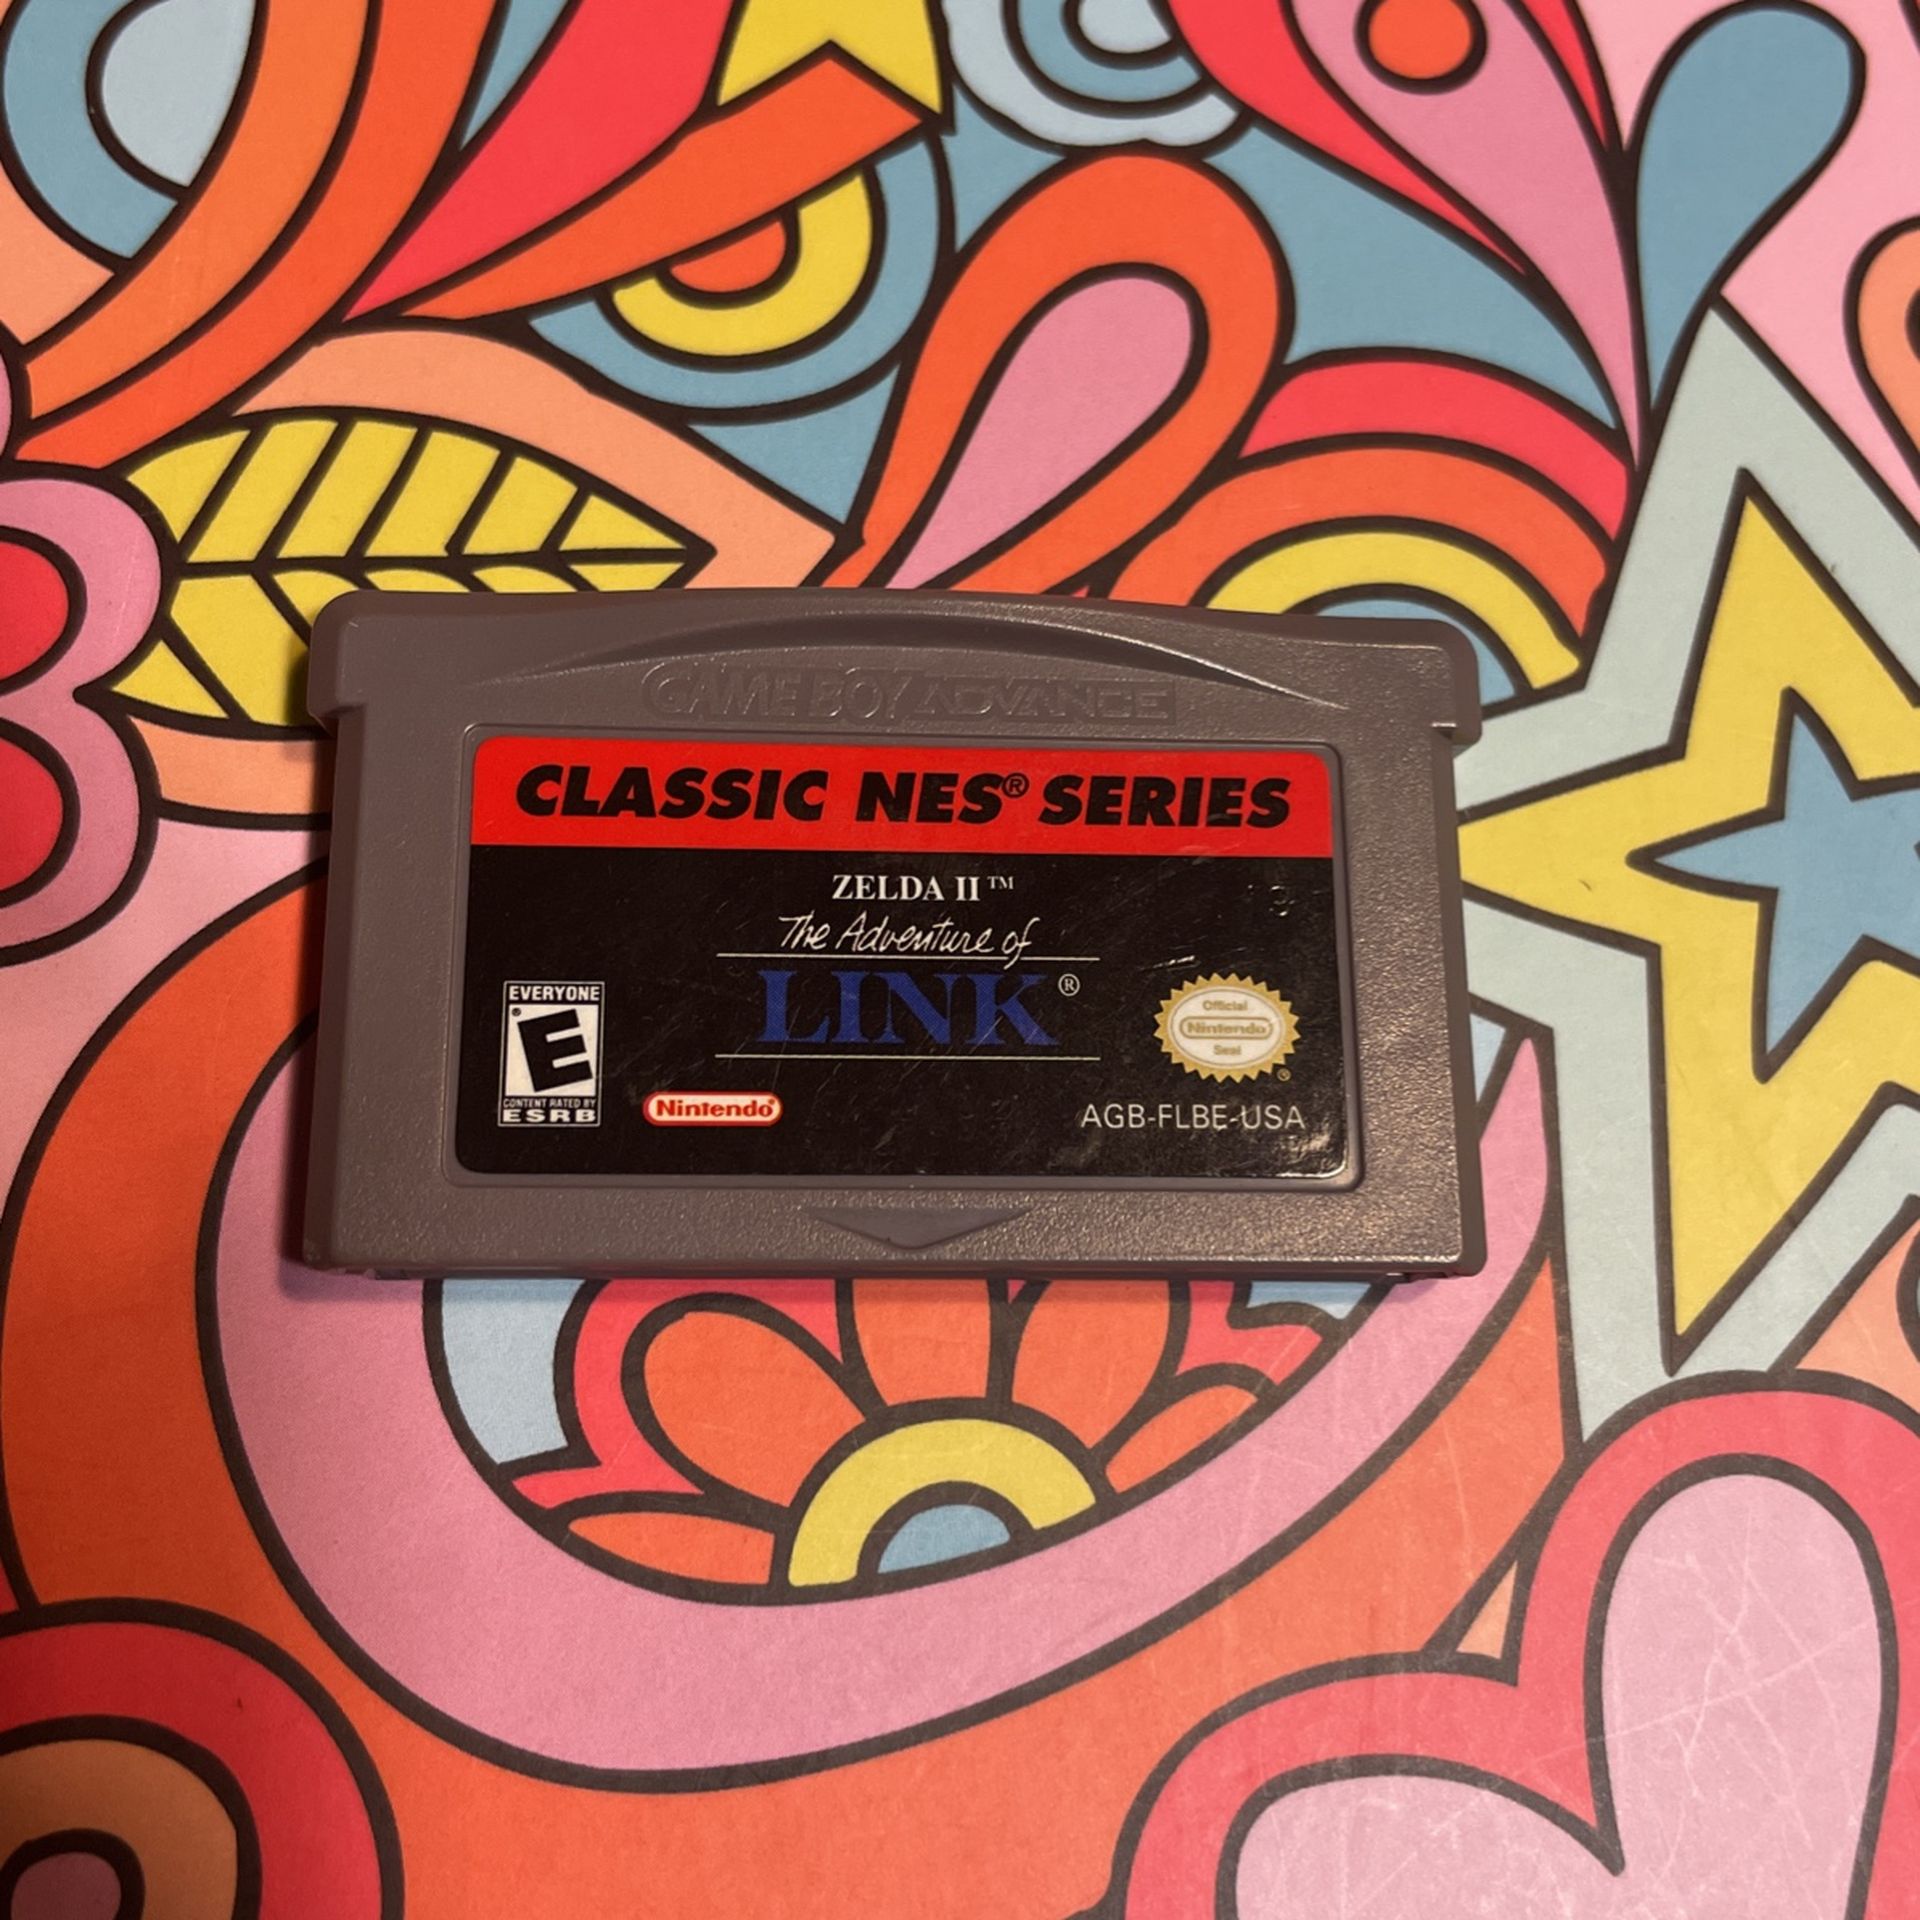 GAME BOY ADVANCE
CLASSIC NES® SERIES
ZELDA II™
The Adventure of
LINK®
EVERYONE
E®
CONTENT RATED BY
ESRB
Nintendo®
Official
Nintendo
Seal
®
AGB-FLBE-USA